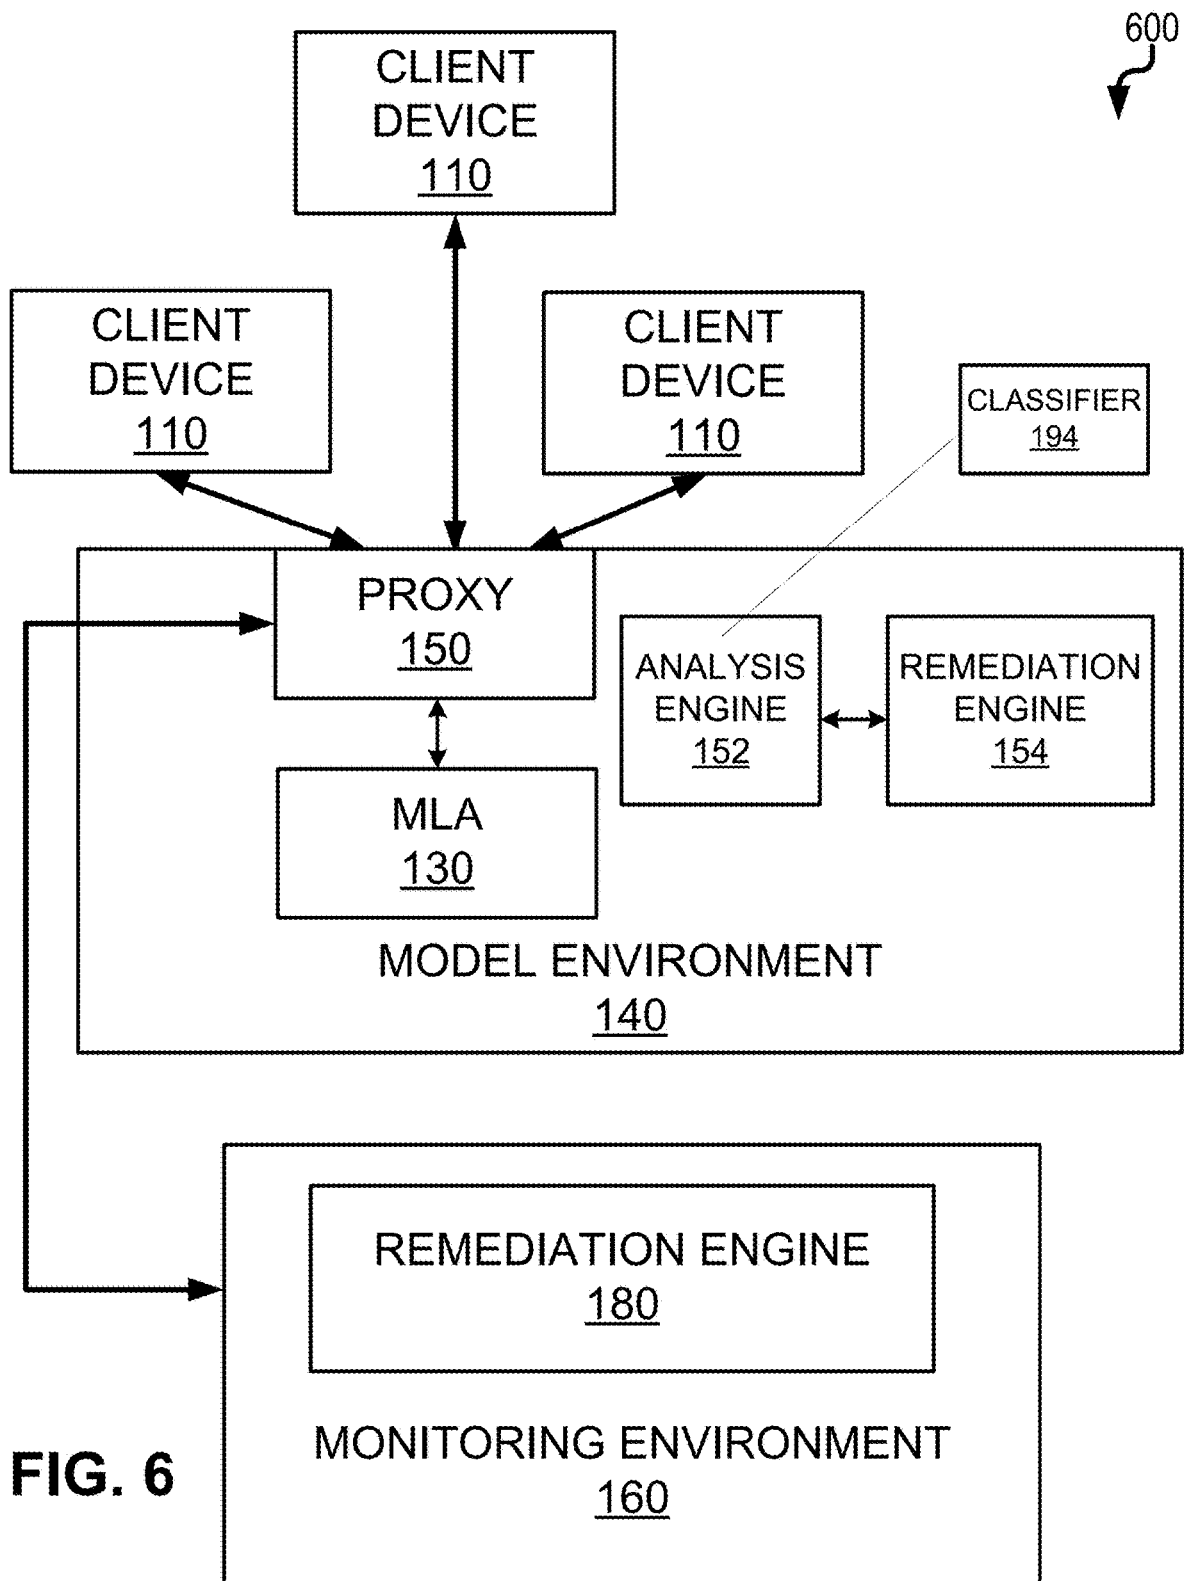 600
CLIENT
DEVICE
110
CLIENT
DEVICE
110
CLIENT
DEVICE
110
CLASSIFIER
194
PROXY
150
ANALYSIS
ENGINE
152
REMEDIATION
ENGINE
154
MLA
130
MODEL ENVIRONMENT
140
REMEDIATION ENGINE
180
MONITORING ENVIRONMENT
160
FIG. 6